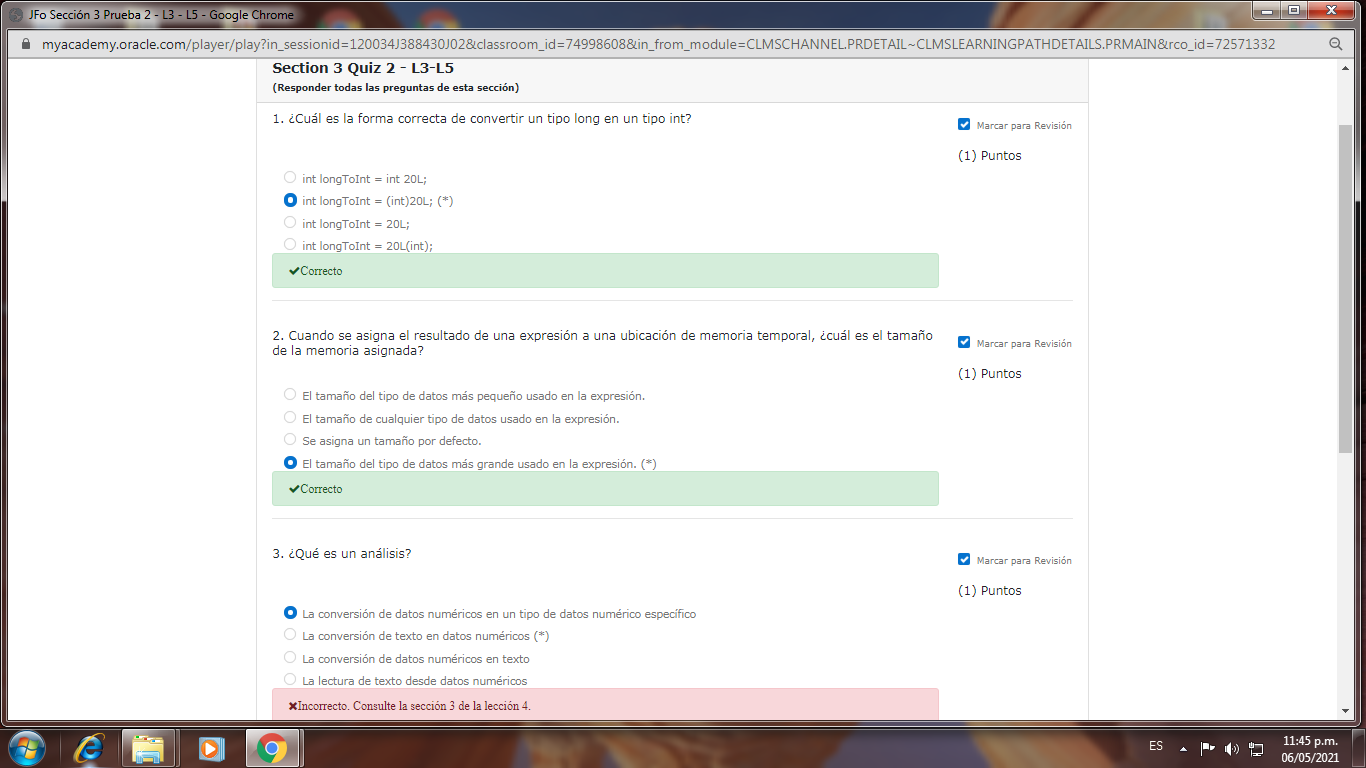 JFo Sección 3 Prueba 2 - L3 - L5 - Google Chrome
myacademy.oracle.com/player/play?in_sessionid=120034J388430J02&classroom_id=74998608&in_from_module=CLMSCHANNEL.PRDETAIL~CLMSLEARNINGPATHDETAILS.PRMAIN&rco_id=72571332
Section 3 Quiz 2 - L3-L5
(Responder todas las preguntas de esta sección)
1. ¿Cuál es la forma correcta de convertir un tipo long en un tipo int?
Marcar para Revisión
(1) Puntos
int longToInt = int 20L;
int longToInt = (int)20L; (*)
int longToInt = 20L;
int longToInt = 20L(int);
Correcto
2. Cuando se asigna el resultado de una expresión a una ubicación de memoria temporal, ¿cuál es el tamaño
de la memoria asignada?
Marcar para Revisión
(1) Puntos
El tamaño del tipo de datos más pequeño usado en la expresión.
El tamaño de cualquier tipo de datos usado en la expresión.
Se asigna un tamaño por defecto.
El tamaño del tipo de datos más grande usado en la expresión. (*)
Correcto
3. ¿Qué es un análisis?
Marcar para Revisión
(1) Puntos
La conversión de datos numéricos en un tipo de datos numérico específico
La conversión de texto en datos numéricos (*)
La conversión de datos numéricos en texto
La lectura de texto desde datos numéricos
Incorrecto. Consulte la sección 3 de la lección 4.
ES
11:45 p.m.
06/05/2021